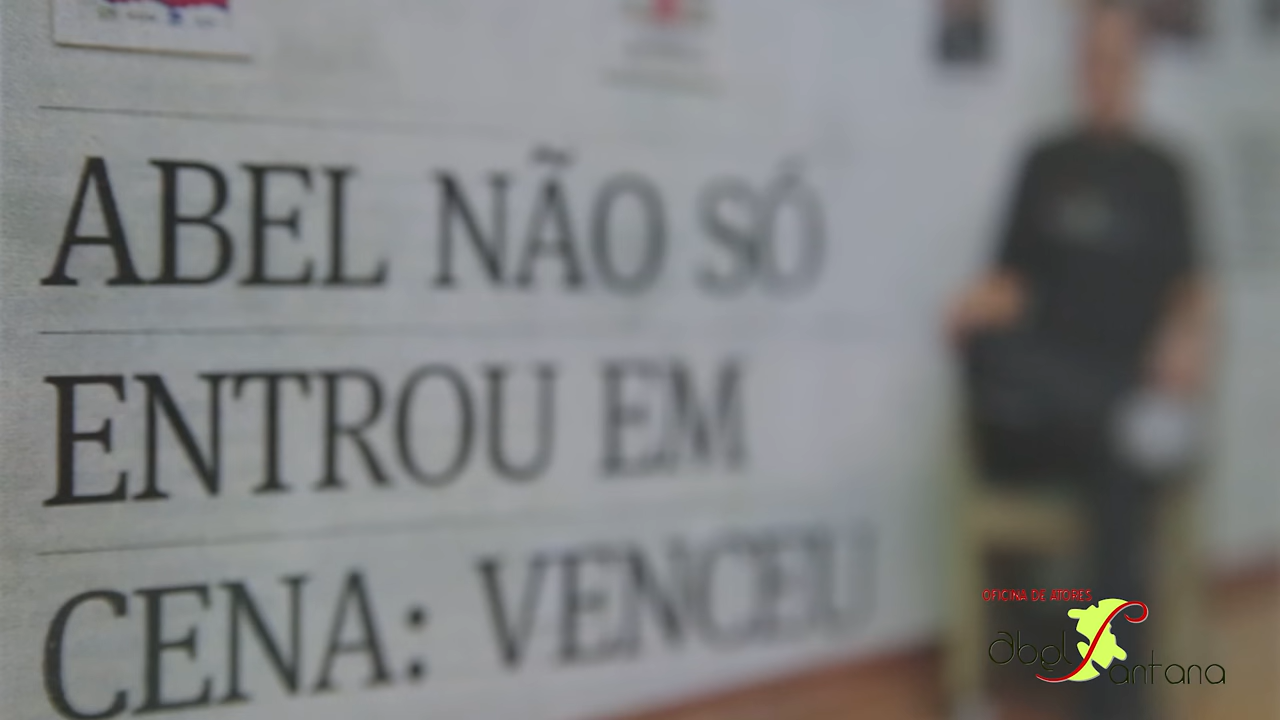 ABEL NÃO SÓ
ENTROU EM
CENA: VENCEU
OFICINA DE ATORES
Abel Santana